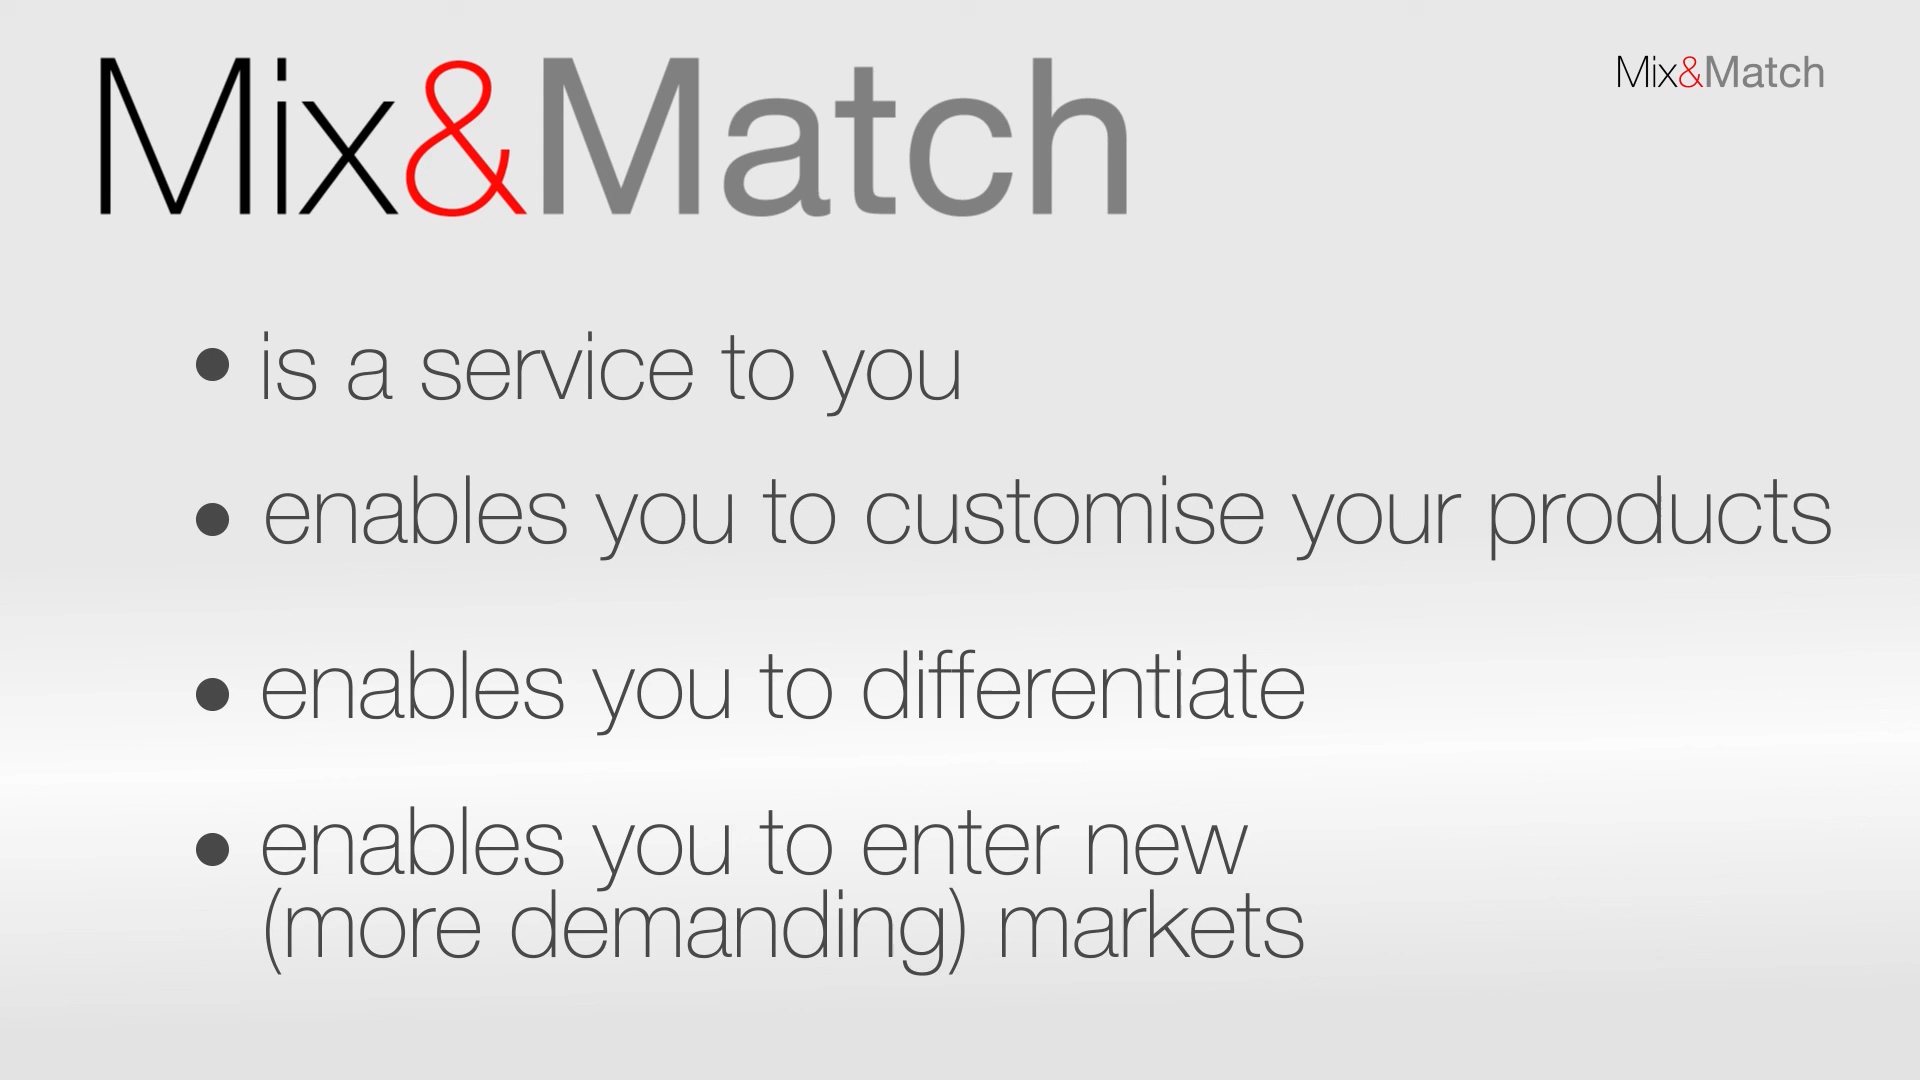 Mix&Match
Mix&Match
• is a service to you
• enables you to customise your products
• enables you to differentiate
• enables you to enter new
(more demanding) markets